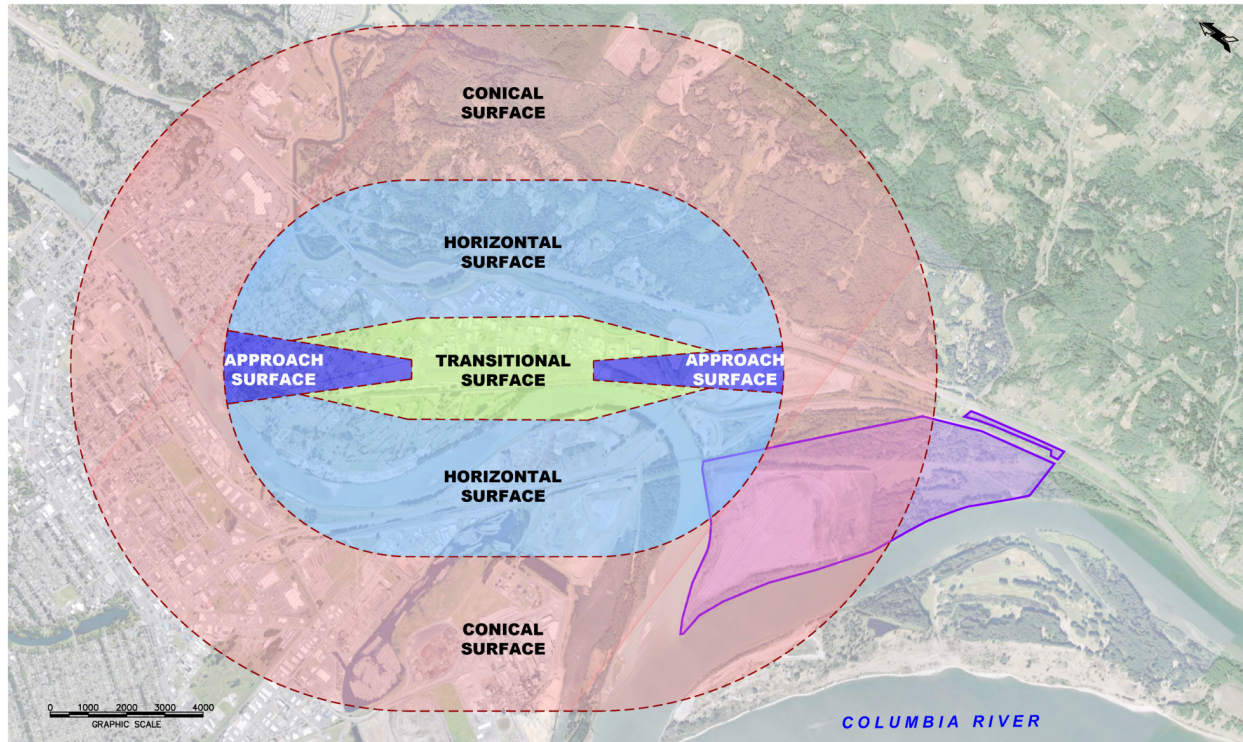 CONICAL
SURFACE
HORIZONTAL
SURFACE
APPROACH
SURFACE
TRANSITIONAL
SURFACE
APPROACH
SURFACE
HORIZONTAL
SURFACE
CONICAL
SURFACE
0 1000 2000 3000 4000
GRAPHIC SCALE
COLUMBIA RIVER